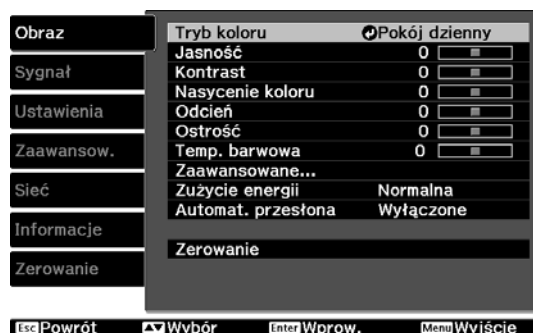 Obraz
Sygnał
Ustawienia
Zaawansow.
Sieć
Informacje
Zerowanie
Tryb koloru Pokój dzienny
Jasność 0
Kontrast 0
Nasycenie koloru 0
Odcień 0
Ostrość 0
Temp. barwowa 0
Zaawansowane...
Zużycie energii Normalna
Automat. przesłona Wyłączone
Zerowanie
Esc Powrót Wybór Enter Wprow. Menu Wyjście